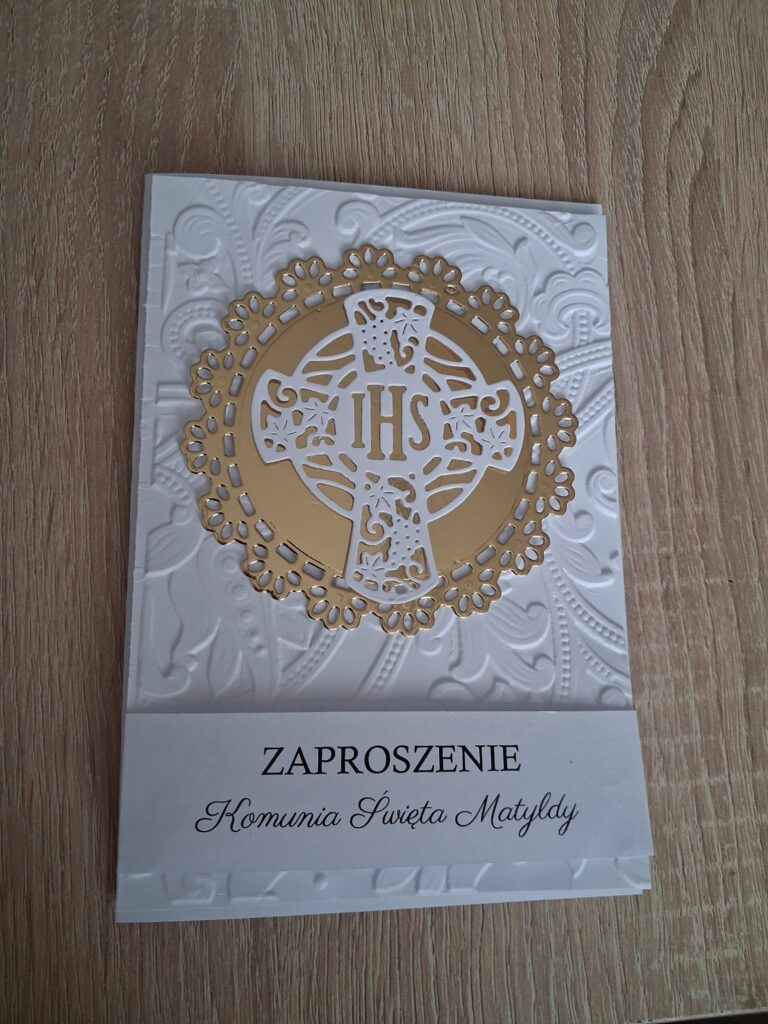 IHS
ZAPROSZENIE
Komunia Święta Matyldy